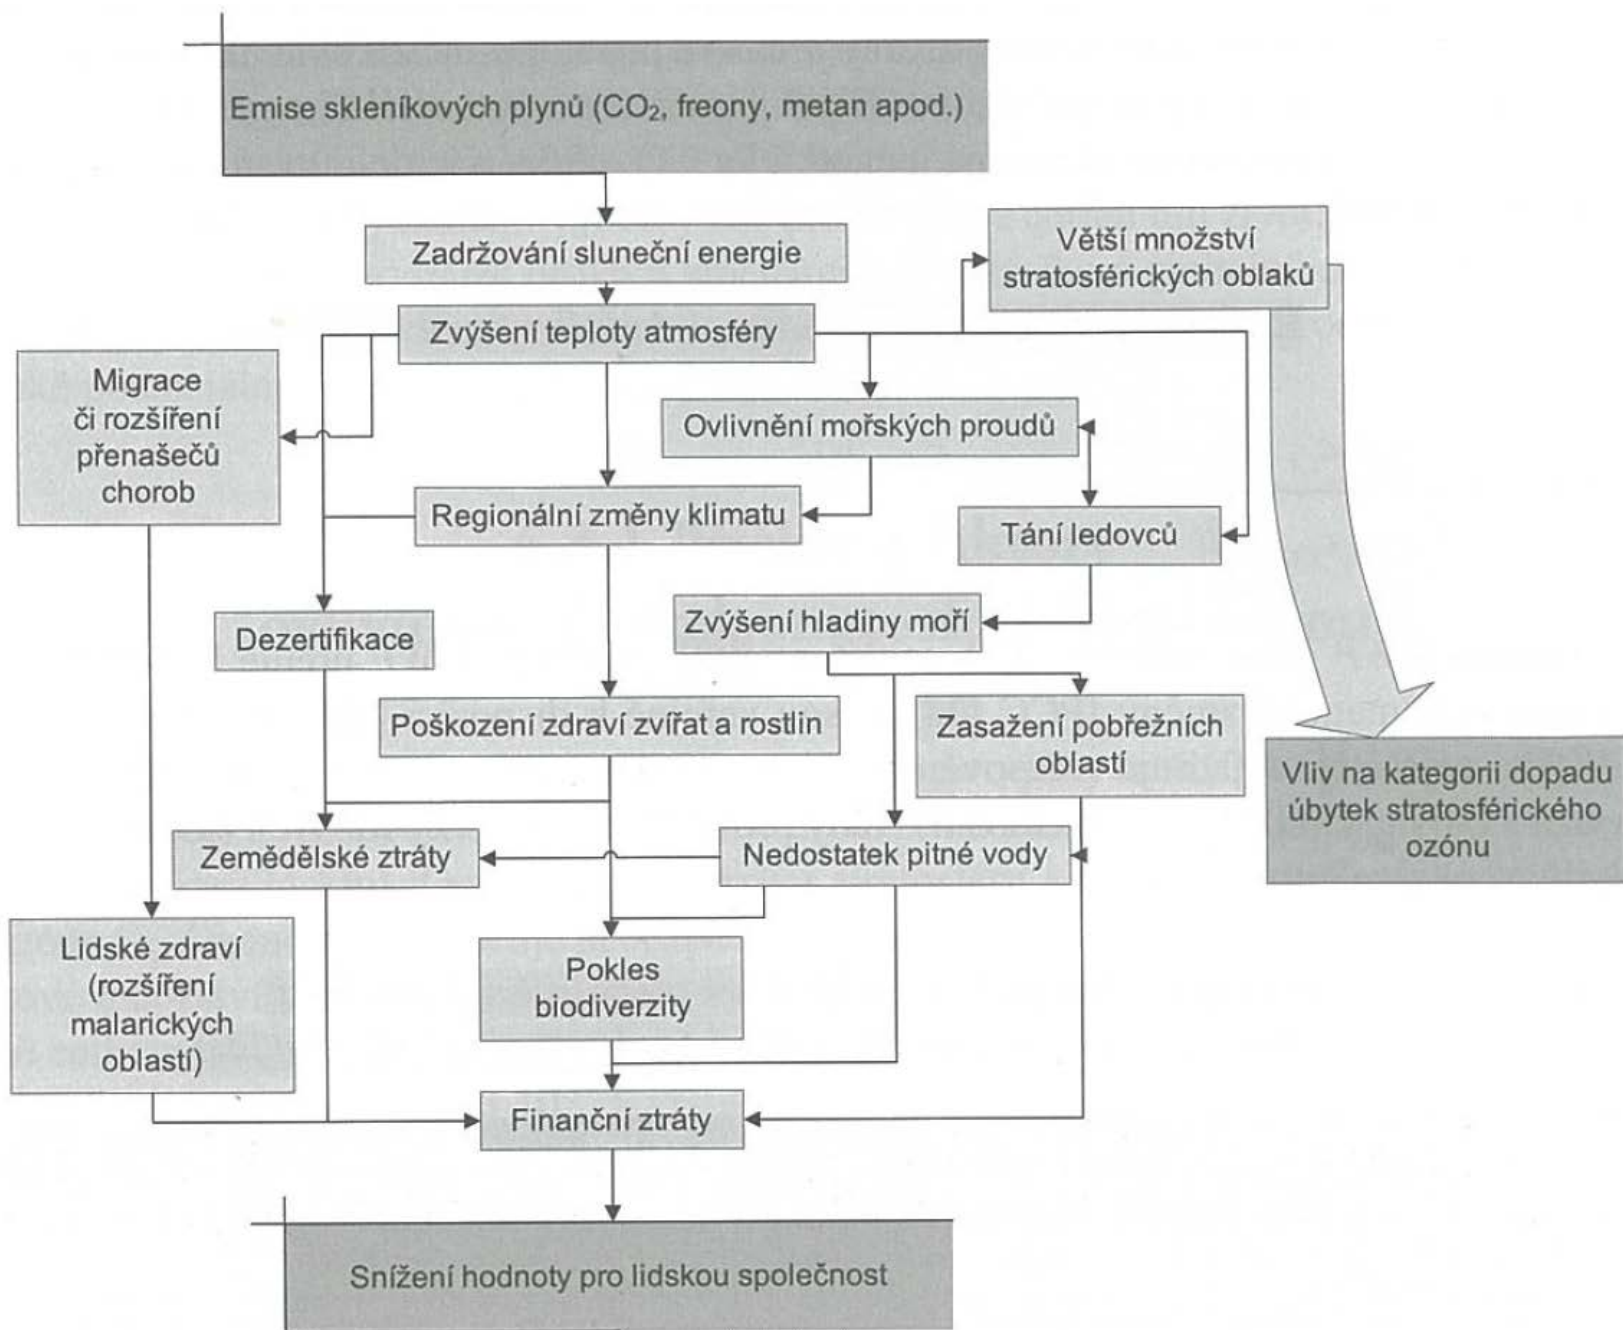 Emise skleníkových plynů (CO₂, freony, metan apod.)
Zadržování sluneční energie
Větší množství
stratosférických oblaků
Zvýšení teploty atmosféry
Migrace
či rozšíření
přenašečů
chorob
Ovlivnění mořských proudů
Regionální změny klimatu
Tání ledovců
Dezertifikace
Zvýšení hladiny moří
Poškození zdraví zvířat a rostlin
Zasažení pobřežních
oblastí
Vliv na kategorii dopadu
úbytek stratosférického
ozónu
Zemědělské ztráty
Nedostatek pitné vody
Lidské zdraví
(rozšíření
malarických
oblastí)
Pokles
biodiverzity
Finanční ztráty
Snížení hodnoty pro lidskou společnost